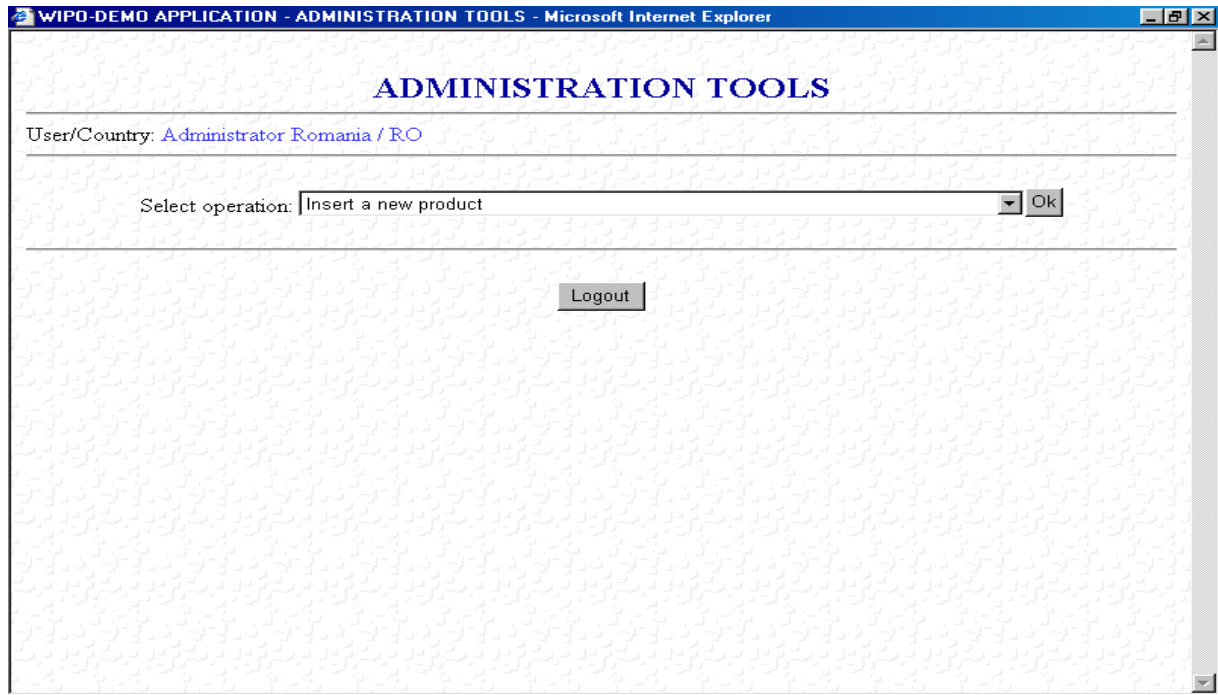 WIPO-DEMO APPLICATION - ADMINISTRATION TOOLS - Microsoft Internet Explorer
ADMINISTRATION TOOLS
User/Country: Administrator Romania / RO
Select operation: Insert a new product Ok
Logout